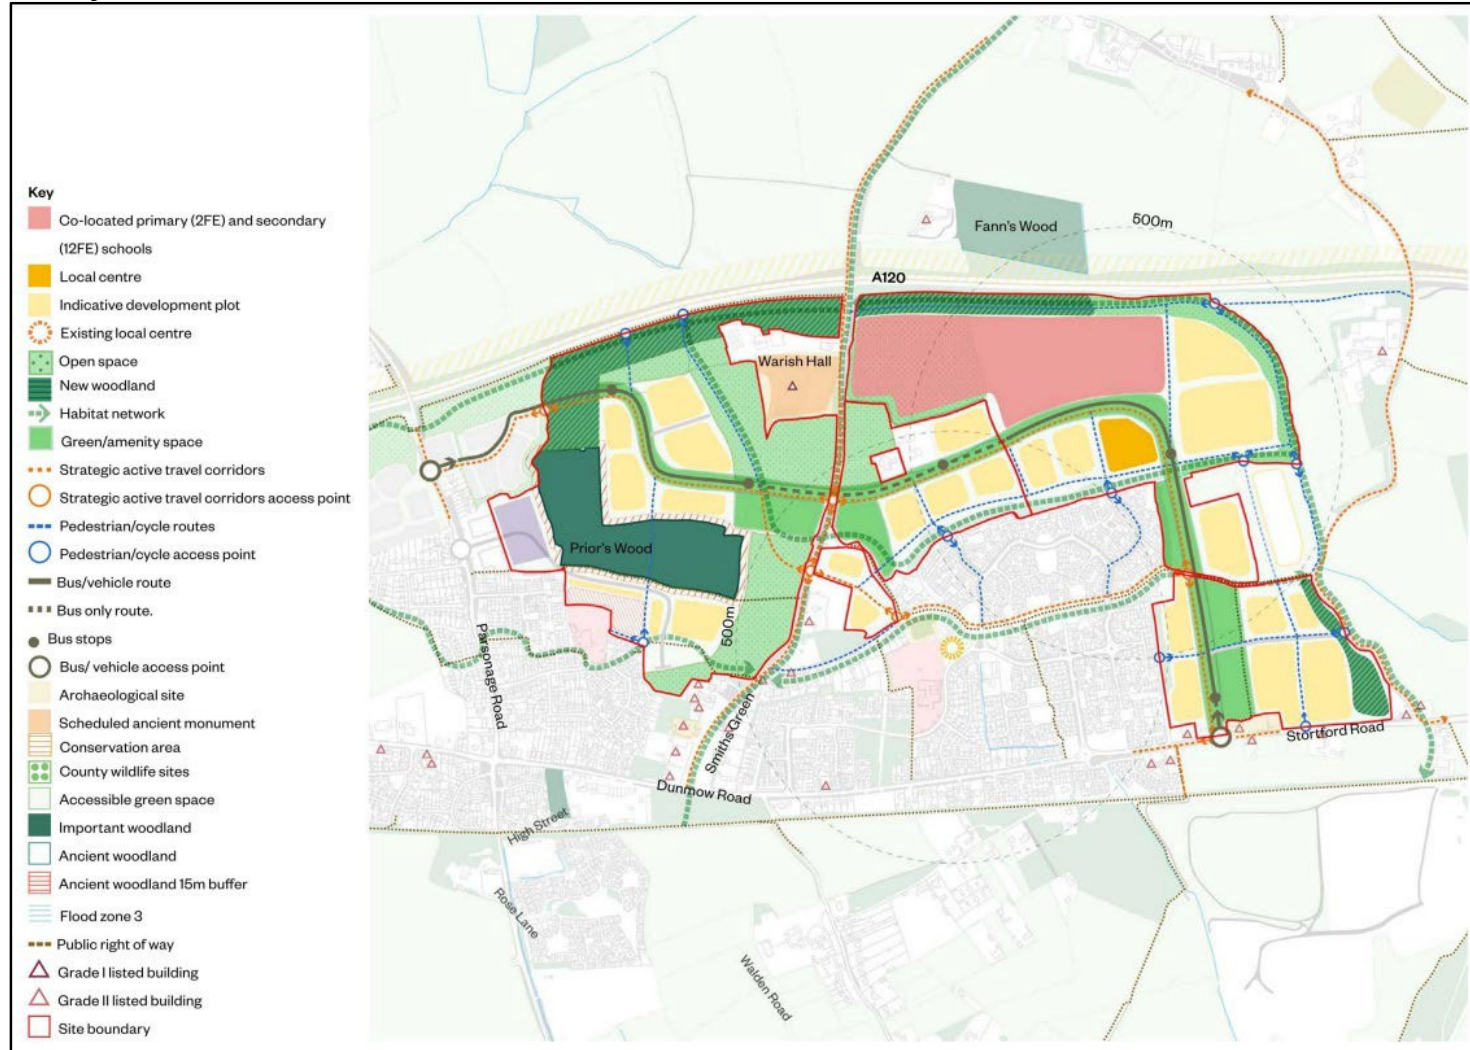 Key
Co-located primary (2FE) and secondary
(12FE) schools
Local centre
Indicative development plot
Existing local centre
Open space
New woodland
Habitat network
Green/amenity space
Strategic active travel corridors
Strategic active travel corridors access point
Pedestrian/cycle routes
Pedestrian/cycle access point
Bus/vehicle route
Bus only route.
Bus stops
Bus/ vehicle access point
Archaeological site
Scheduled ancient monument
Conservation area
County wildlife sites
Accessible green space
Important woodland
Ancient woodland
Ancient woodland 15m buffer
Flood zone 3
Public right of way
Grade I listed building
Grade II listed building
Site boundary
500m
Fann's Wood
A120
Warish Hall
Prior's Wood
500m
Parsonage Road
Smiths Green
Stortford Road
Dunmow Road
High Street
Rose Lane
Walden Road